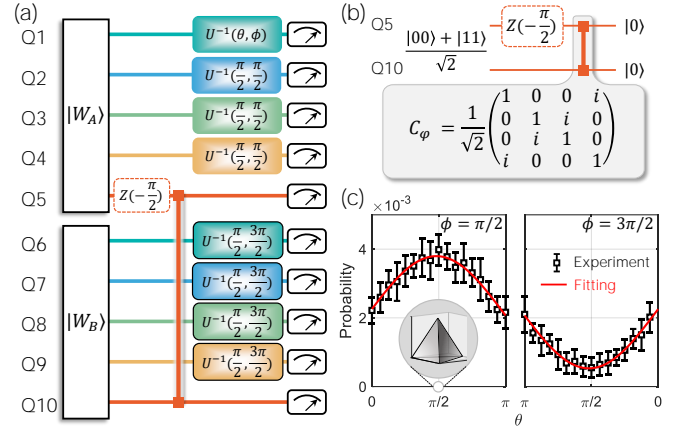 (a)
Q1 U⁻¹(θ, ϕ)
Q2 U⁻¹(π/2, π/2)
Q3 U⁻¹(π/2, π/2)
|W_A⟩
Q4 U⁻¹(π/2, π/2)
Q5 Z(−π/2)
Q6 U⁻¹(π/2, 3π/2)
Q7 U⁻¹(π/2, 3π/2)
|W_B⟩
Q8 U⁻¹(π/2, 3π/2)
Q9 U⁻¹(π/2, 3π/2)
Q10
(b)
Q5 Z(−π/2) |0⟩
|00⟩ + |11⟩
√2
Q10 |0⟩
C_φ = 1/√2
1 0 0 i
0 1 i 0
0 i 1 0
i 0 0 1
(c)
×10⁻³
ϕ = π/2
ϕ = 3π/2
Experiment
Fitting
Probability
4
2
0
0 π/2 π π π/2 0
θ